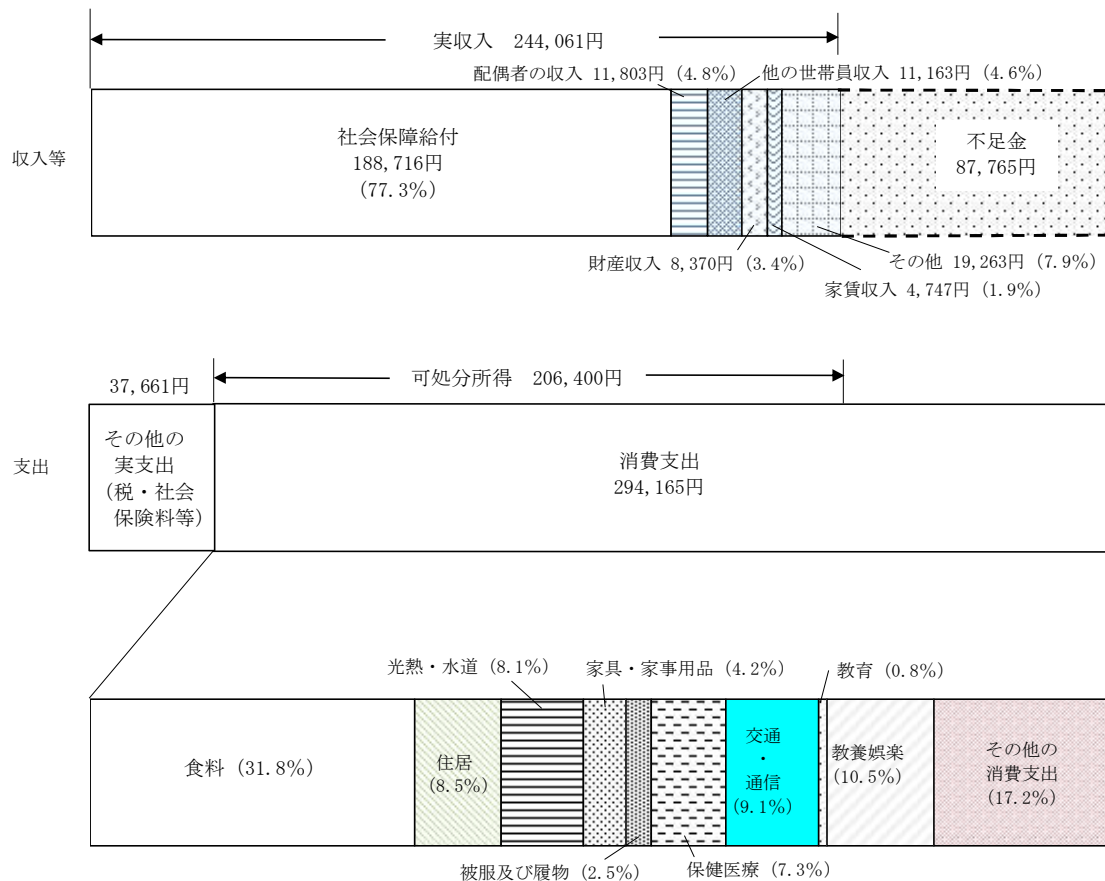 実収入 244,061円
配偶者の収入 11,803円 (4.8%)
他の世帯員収入 11,163円 (4.6%)
収入等
社会保障給付
188,716円
(77.3%)
不足金
87,765円
財産収入 8,370円 (3.4%)
その他 19,263円 (7.9%)
家賃収入 4,747円 (1.9%)
37,661円
可処分所得 206,400円
支出
その他の
実支出
(税・社会
保険料等)
消費支出
294,165円
光熱・水道 (8.1%)
家具・家事用品 (4.2%)
教育 (0.8%)
食料 (31.8%)
住居
(8.5%)
交通
・
通信
(9.1%)
教養娯楽
(10.5%)
その他の
消費支出
(17.2%)
被服及び履物 (2.5%)
保健医療 (7.3%)